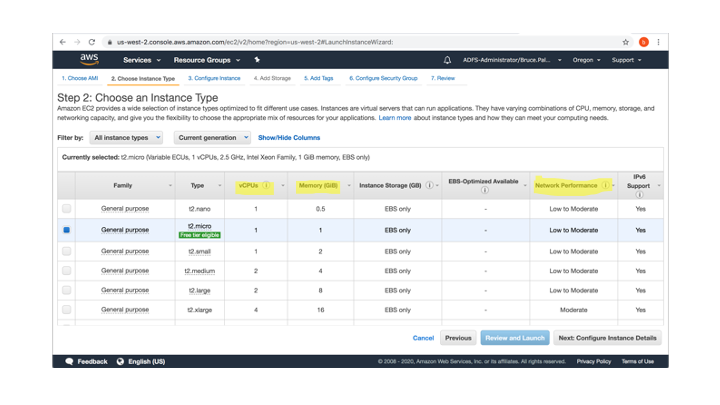 us-west-2.console.aws.amazon.com/ec2/v2/home?region=us-west-2#LaunchInstanceWizard:
aws Services Resource Groups ADFS-Administrator/Bruce.Pal... Oregon Support
1. Choose AMI 2. Choose Instance Type 3. Configure Instance 4. Add Storage 5. Add Tags 6. Configure Security Group 7. Review
Step 2: Choose an Instance Type
Amazon EC2 provides a wide selection of instance types optimized to fit different use cases. Instances are virtual servers that can run applications. They have varying combinations of CPU, memory, storage, and
networking capacity, and give you the flexibility to choose the appropriate mix of resources for your applications. Learn more about instance types and how they can meet your computing needs.
Filter by: All instance types Current generation Show/Hide Columns
Currently selected: t2.micro (Variable ECUs, 1 vCPUs, 2.5 GHz, Intel Xeon Family, 1 GiB memory, EBS only)
Family Type vCPUs Memory (GiB) Instance Storage (GB) EBS-Optimized Available Network Performance IPv6 Support
General purpose t2.nano 1 0.5 EBS only - Low to Moderate Yes
General purpose t2.micro 1 1 EBS only - Low to Moderate Yes
Free tier eligible
General purpose t2.small 1 2 EBS only - Low to Moderate Yes
General purpose t2.medium 2 4 EBS only - Low to Moderate Yes
General purpose t2.large 2 8 EBS only - Low to Moderate Yes
General purpose t2.xlarge 4 16 EBS only - Moderate Yes
Cancel Previous Review and Launch Next: Configure Instance Details
Feedback English (US) © 2008 - 2020, Amazon Web Services, Inc. or its affiliates. All rights reserved. Privacy Policy Terms of Use